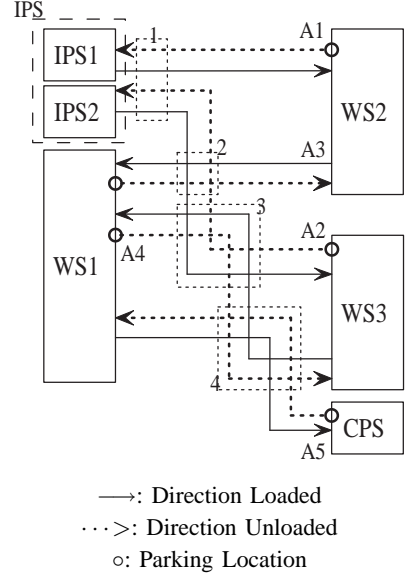 IPS
IPS1
1
A1
IPS2
WS2
2
A3
3
A2
A4
WS1
WS3
4
CPS
A5
→: Direction Loaded
···>: Direction Unloaded
○: Parking Location